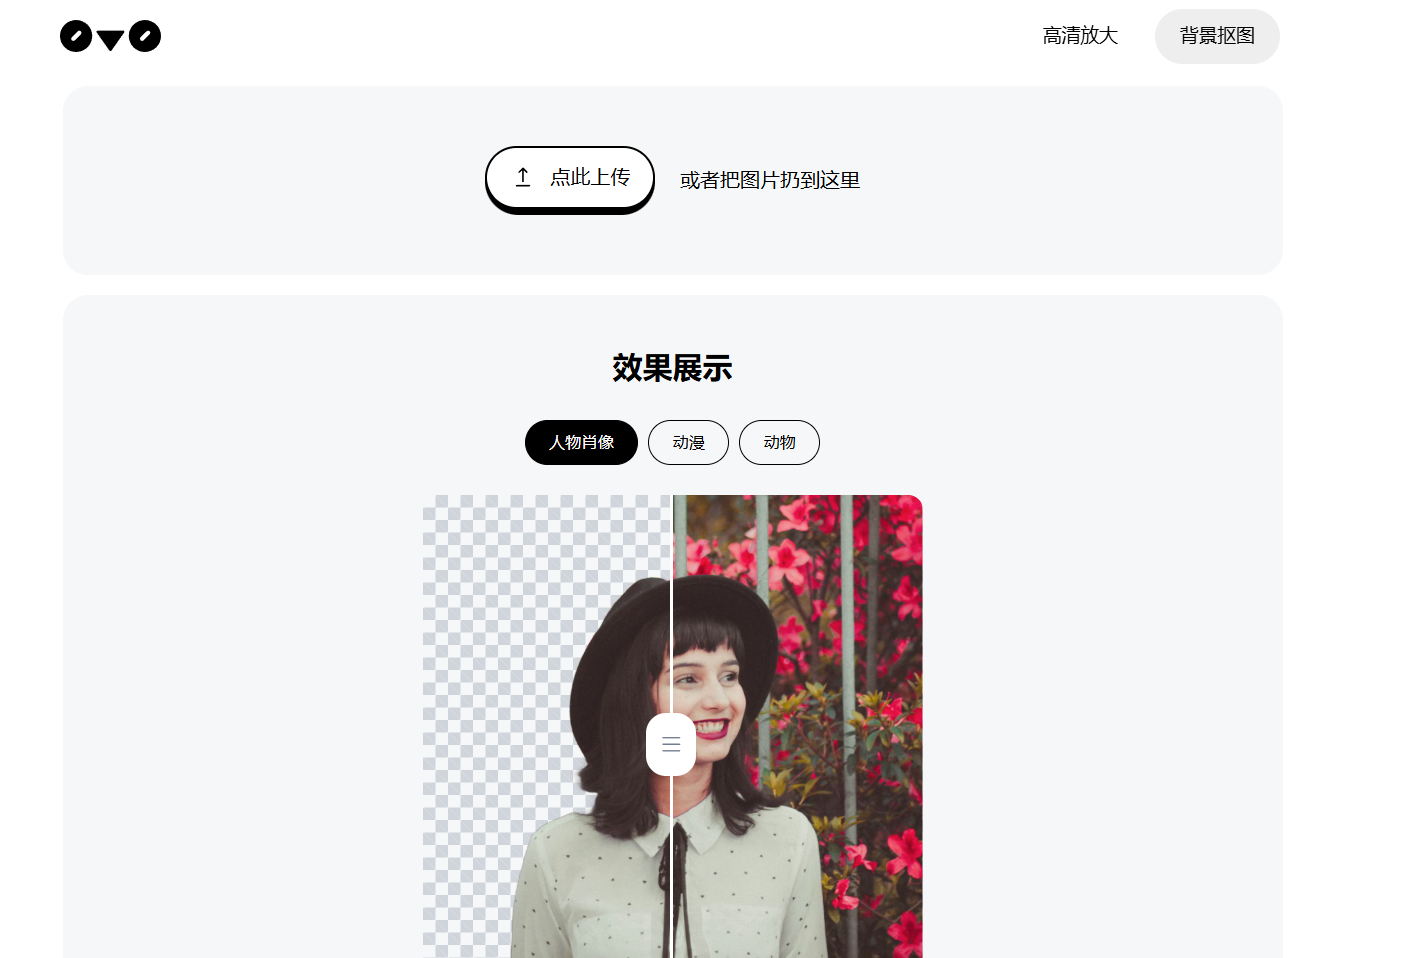 高清放大
背景抠图
点此上传
或者把图片扔到这里
效果展示
人物肖像
动漫
动物